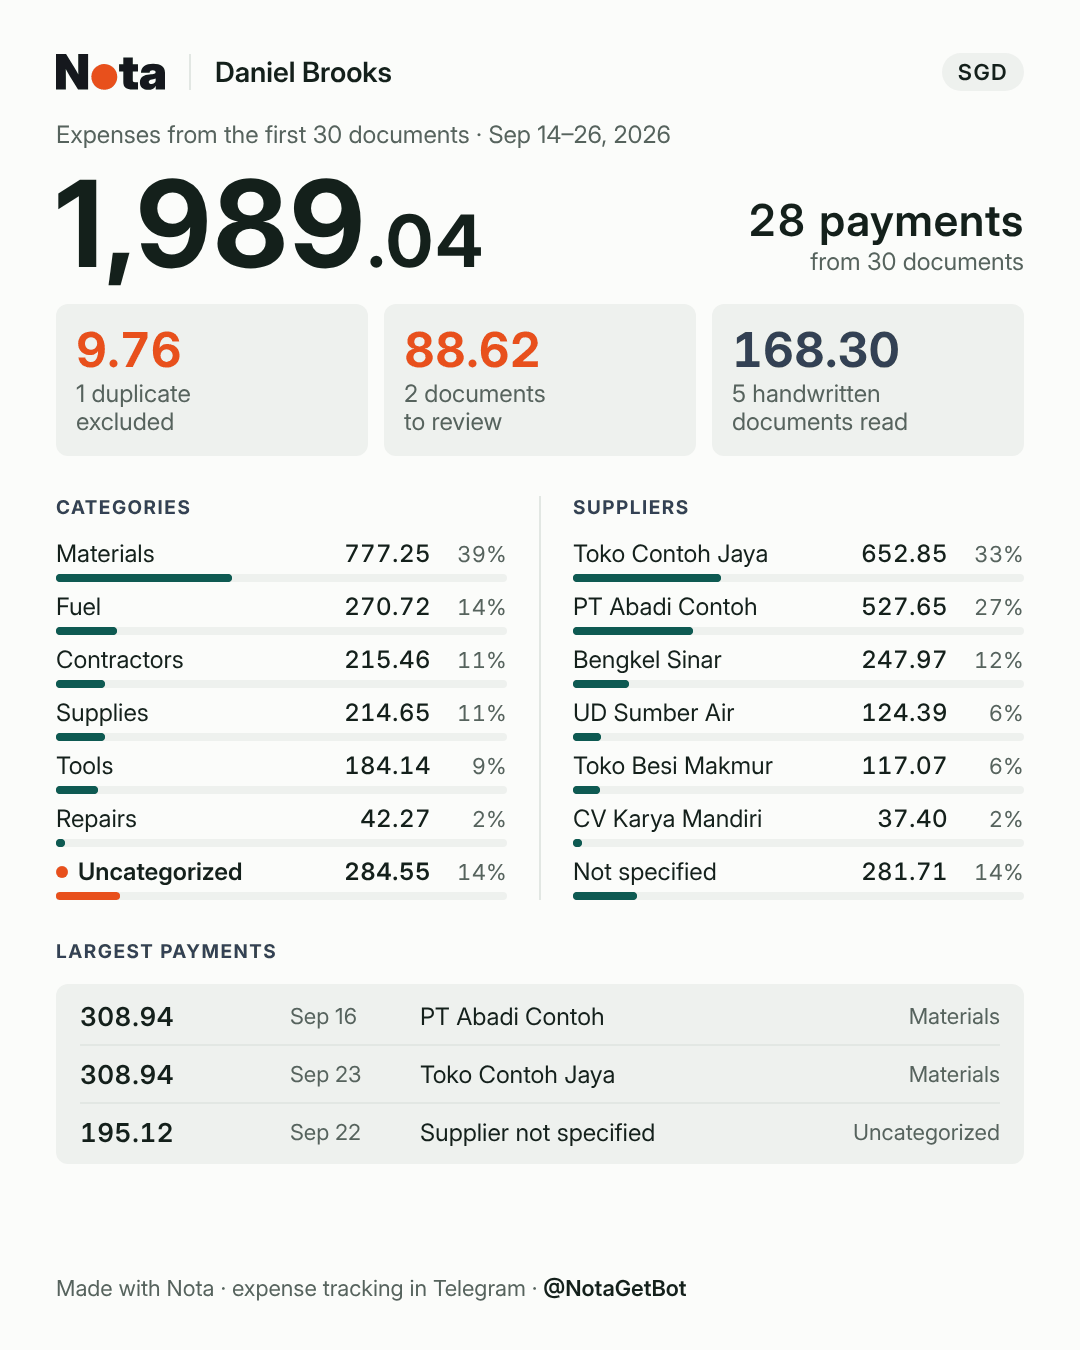 Nota
Daniel Brooks
SGD
Expenses from the first 30 documents · Sep 14–26, 2026
1,989.04
28 payments
from 30 documents
9.76
1 duplicate
excluded
88.62
2 documents
to review
168.30
5 handwritten
documents read
CATEGORIES
Materials 777.25 39%
Fuel 270.72 14%
Contractors 215.46 11%
Supplies 214.65 11%
Tools 184.14 9%
Repairs 42.27 2%
Uncategorized 284.55 14%
SUPPLIERS
Toko Contoh Jaya 652.85 33%
PT Abadi Contoh 527.65 27%
Bengkel Sinar 247.97 12%
UD Sumber Air 124.39 6%
Toko Besi Makmur 117.07 6%
CV Karya Mandiri 37.40 2%
Not specified 281.71 14%
LARGEST PAYMENTS
308.94 Sep 16 PT Abadi Contoh Materials
308.94 Sep 23 Toko Contoh Jaya Materials
195.12 Sep 22 Supplier not specified Uncategorized
Made with Nota · expense tracking in Telegram · @NotaGetBot